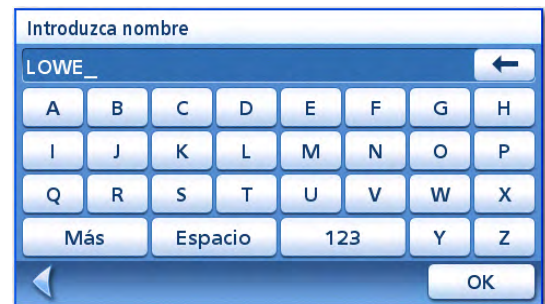 Introduzca nombre
LOWE_
A B C D E F G H
I J K L M N O P
Q R S T U V W X
Más Espacio 123 Y Z
OK